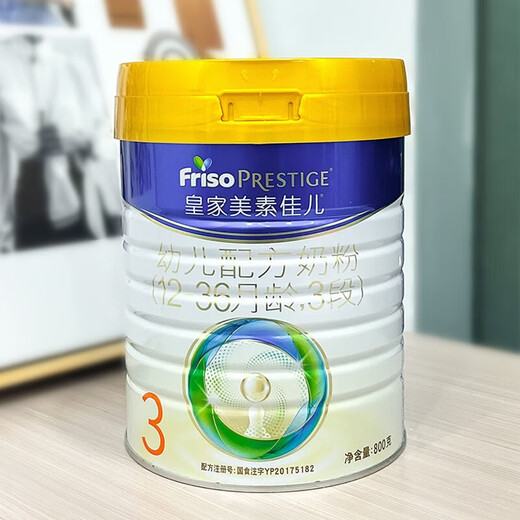 Friso PRESTIGE
皇家美素佳儿
幼儿配方奶粉
(12-36月龄,3段)
3
配方注册号: 国食注字YP20175182
净含量: 800克